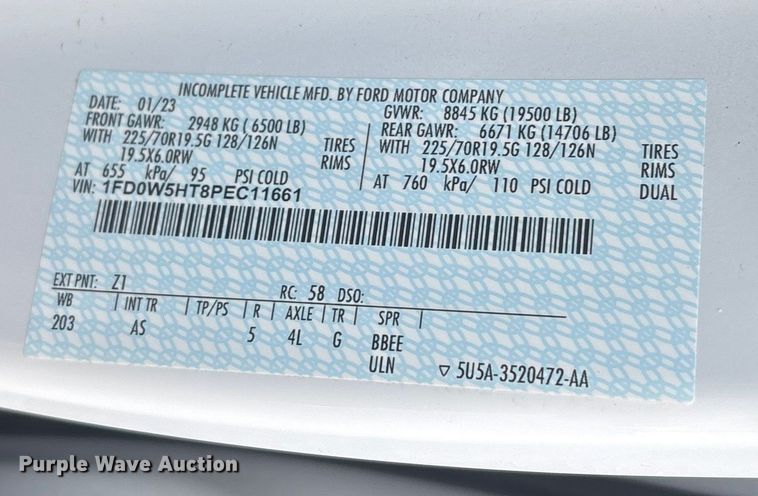 INCOMPLETE VEHICLE MFD. BY FORD MOTOR COMPANY
DATE: 01/23 GVWR: 8845 KG (19500 LB)
FRONT GAWR: 2948 KG ( 6500 LB) REAR GAWR: 6671 KG (14706 LB)
WITH 225/70R19.5G 128/126N TIRES WITH 225/70R19.5G 128/126N TIRES
19.5X6.0RW RIMS 19.5X6.0RW RIMS
AT 655 kPa/ 95 PSI COLD AT 760 kPa/ 110 PSI COLD DUAL
VIN: 1FD0W5HT8PEC11661
EXT PNT: Z1 RC: 58 DSO:
WB INT TR TP/PS R AXLE TR SPR
203 AS 5 4L G BBEE
ULN ▽ 5U5A-3520472-AA
Purple Wave Auction